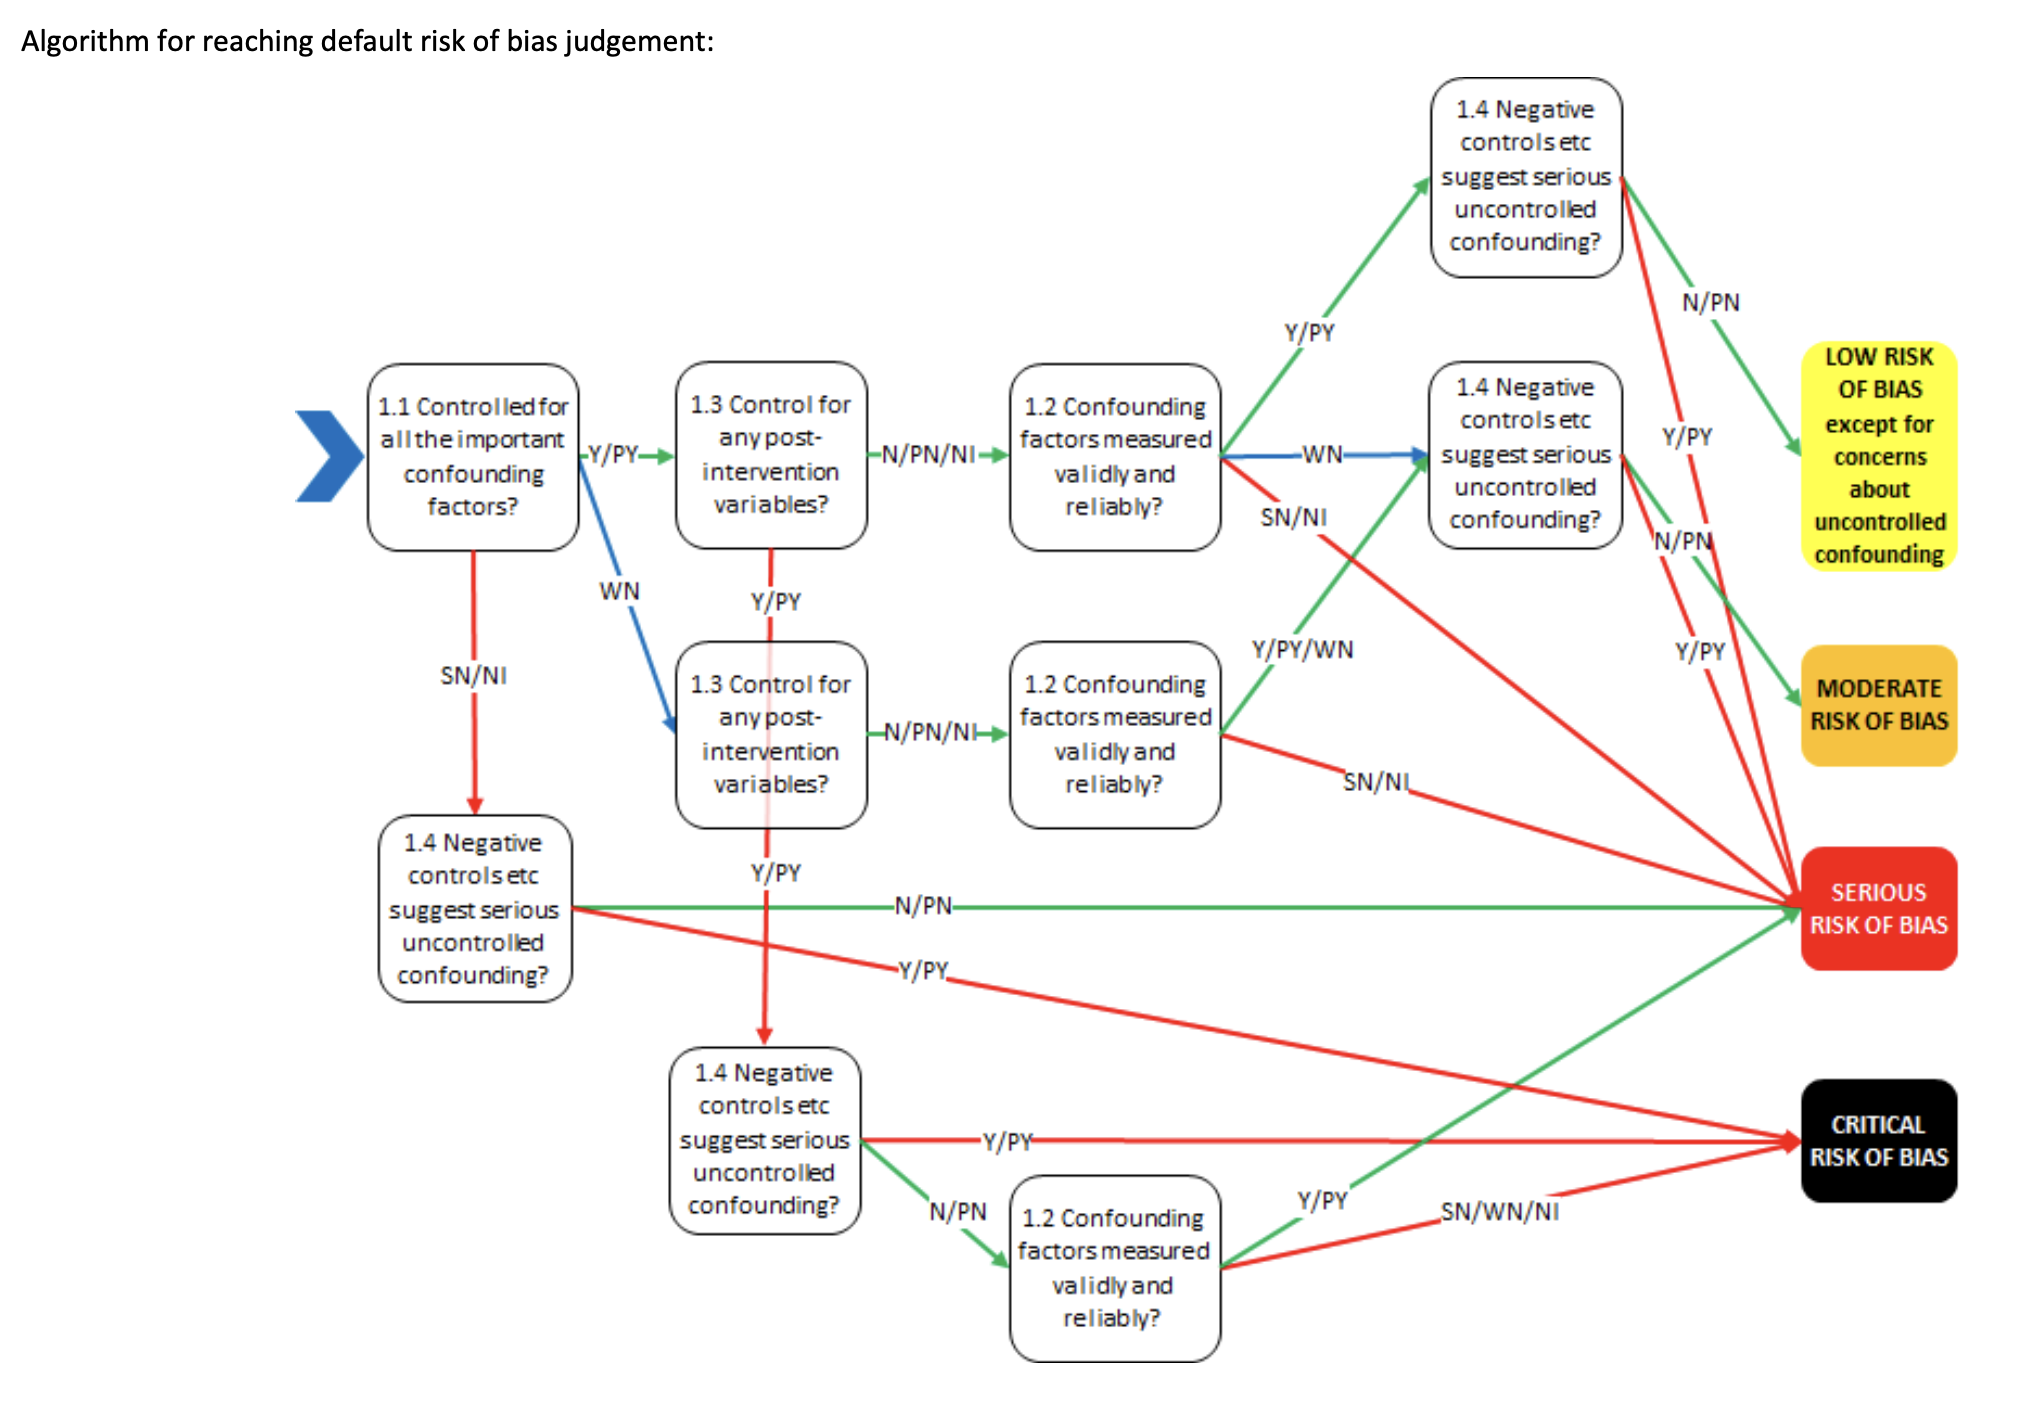 Algorithm for reaching default risk of bias judgement:
1.4 Negative
controls etc
suggest serious
uncontrolled
confounding?
N/PN
Y/PY
Y/PY
1.1 Controlled for
all the important
confounding
factors?
Y/PY
1.3 Control for
any post-
intervention
variables?
N/PN/NI
1.2 Confounding
factors measured
validly and
reliably?
WN
SN/NI
1.4 Negative
controls etc
suggest serious
uncontrolled
confounding?
N/PN
Y/PY
LOW RISK
OF BIAS
except for
concerns
about
uncontrolled
confounding
WN
SN/NI
Y/PY
1.3 Control for
any post-
intervention
variables?
N/PN/NI
1.2 Confounding
factors measured
validly and
reliably?
Y/PY/WN
SN/NI
MODERATE
RISK OF BIAS
Y/PY
1.4 Negative
controls etc
suggest serious
uncontrolled
confounding?
N/PN
Y/PY
SERIOUS
RISK OF BIAS
1.4 Negative
controls etc
suggest serious
uncontrolled
confounding?
Y/PY
N/PN
1.2 Confounding
factors measured
validly and
reliably?
Y/PY
SN/WN/NI
CRITICAL
RISK OF BIAS